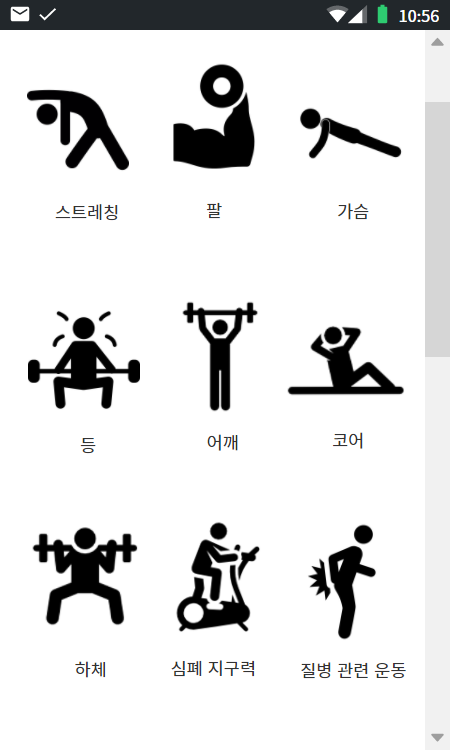 10:56
스트레칭
팔
가슴
등
어깨
코어
하체
심폐 지구력
질병 관련 운동